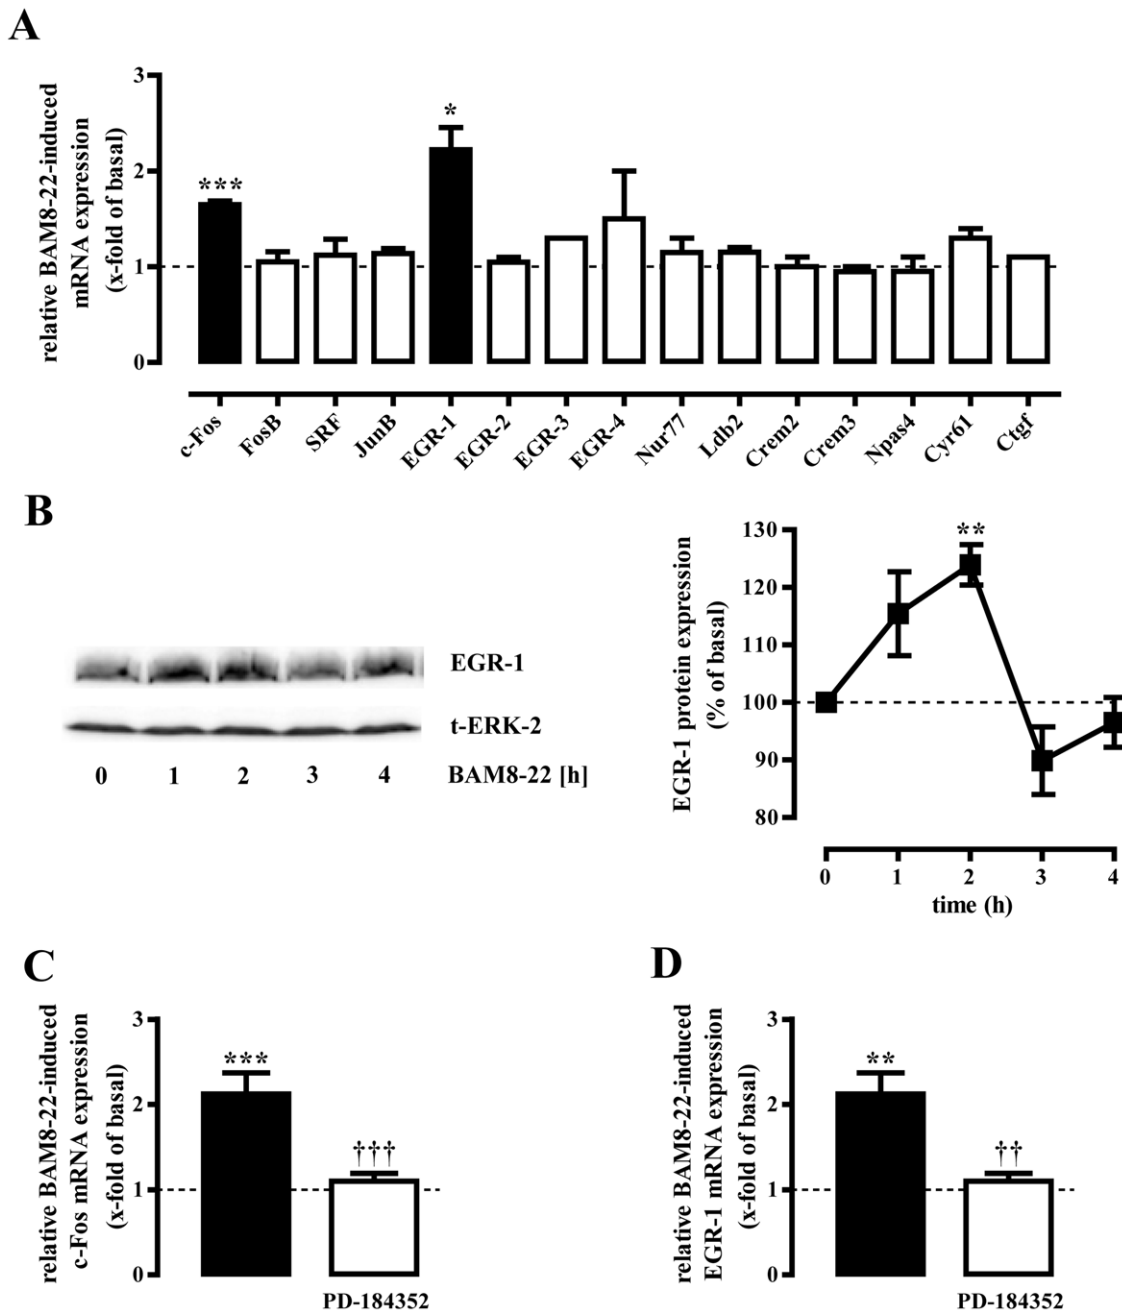 A
relative BAM8-22-induced
mRNA expression
(x-fold of basal)
3
2
1
0
***
*
c-Fos
FosB
SRF
JunB
EGR-1
EGR-2
EGR-3
EGR-4
Nur77
Ldb2
Crem2
Crem3
Npas4
Cyr61
Ctgf
B
EGR-1
t-ERK-2
0 1 2 3 4 BAM8-22 [h]
EGR-1 protein expression
(% of basal)
130
120
110
100
90
80
**
0 1 2 3 4
time (h)
C
relative BAM8-22-induced
c-Fos mRNA expression
(x-fold of basal)
3
2
1
0
***
†††
PD-184352
D
relative BAM8-22-induced
EGR-1 mRNA expression
(x-fold of basal)
3
2
1
0
**
††
PD-184352